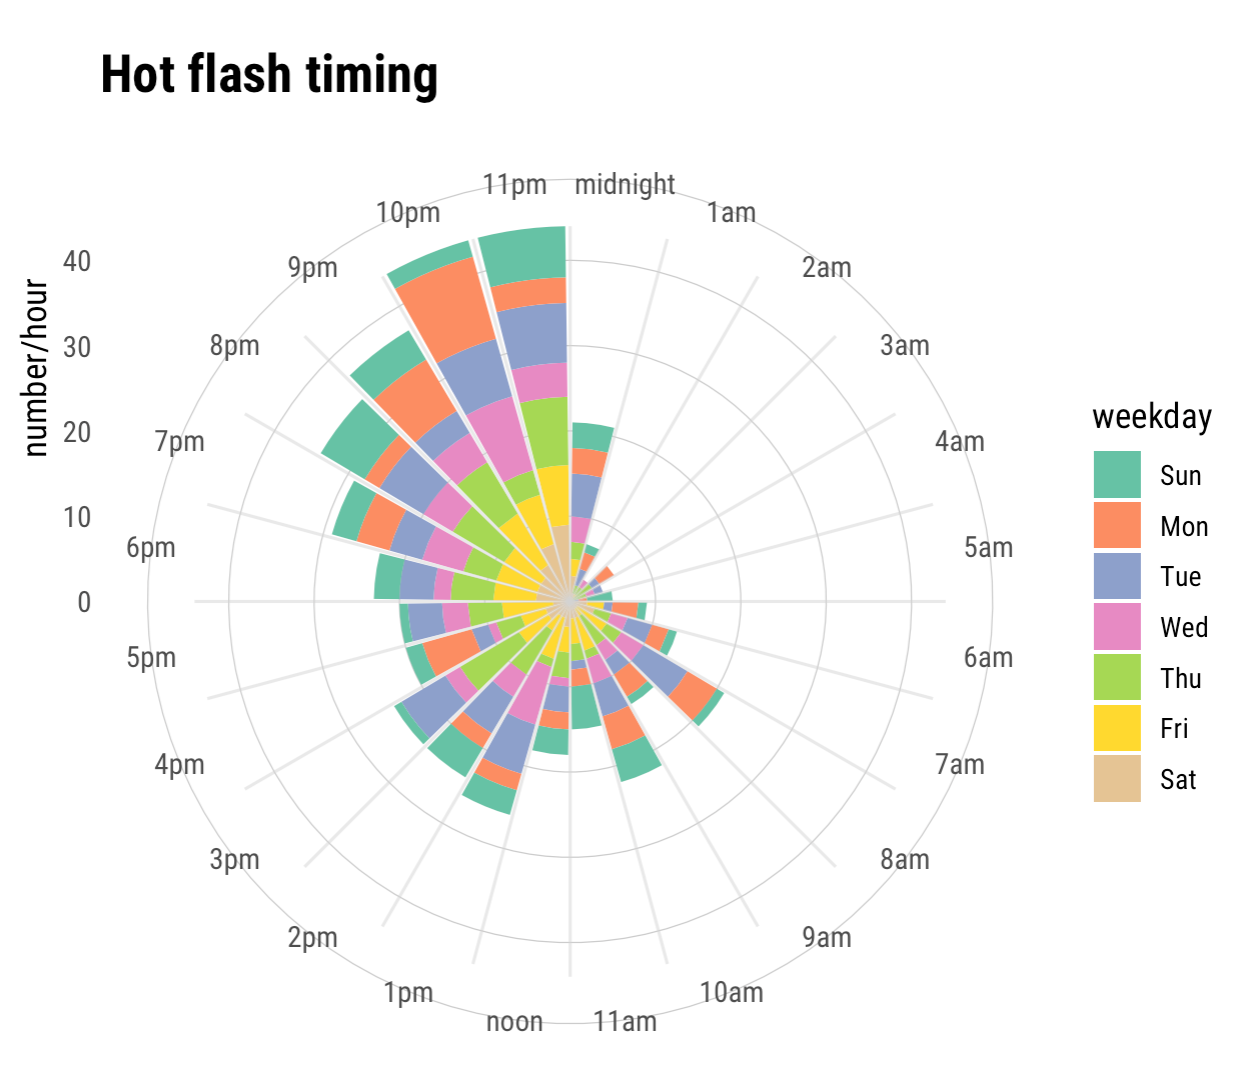 Hot flash timing
11pm
midnight
10pm
1am
9pm
2am
8pm
3am
7pm
4am
6pm
5am
5pm
6am
4pm
7am
3pm
8am
2pm
9am
1pm
10am
noon
11am
40
30
20
10
0
number/hour
weekday
Sun
Mon
Tue
Wed
Thu
Fri
Sat